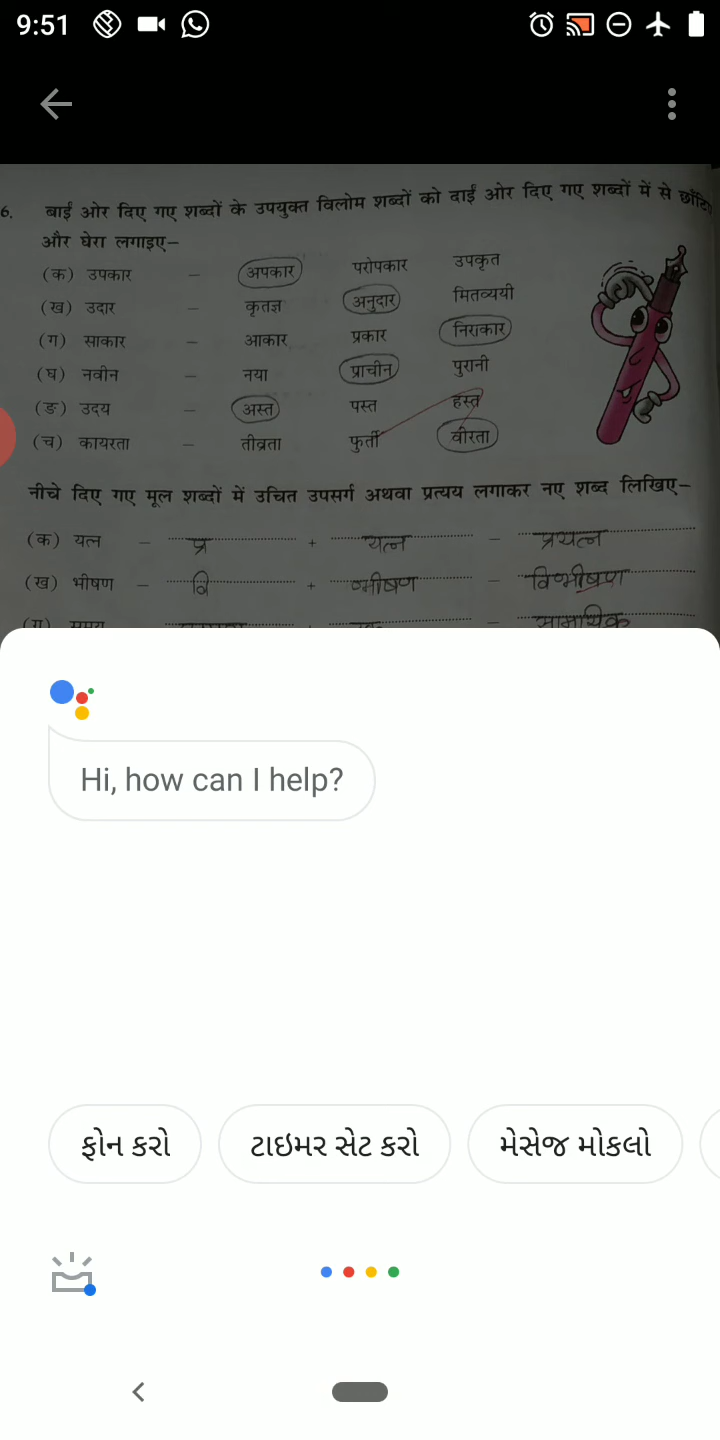 9:51
6. बाईं ओर दिए गए शब्दों के उपयुक्त विलोम शब्दों को दाईं ओर दिए गए शब्दों में से छाँटिए
और घेरा लगाइए–
(क) उपकार – अपकार परोपकार उपकृत
(ख) उदार – कृतज्ञ अनुदार मितव्ययी
(ग) साकार – आकार प्रकार निराकार
(घ) नवीन – नया प्राचीन पुरानी
(ङ) उदय – अस्त पस्त हस्त
(च) कायरता – तीव्रता फुर्ती वीरता
नीचे दिए गए मूल शब्दों में उचित उपसर्ग अथवा प्रत्यय लगाकर नए शब्द लिखिए–
(क) यत्न – प्र + यत्न – प्रयत्न
(ख) भीषण – वि + भीषण – विभीषण
(ग) समय – सामयिक
Hi, how can I help?
ફોન કરો ટાઇમર સેટ કરો મેસેજ મોકલો